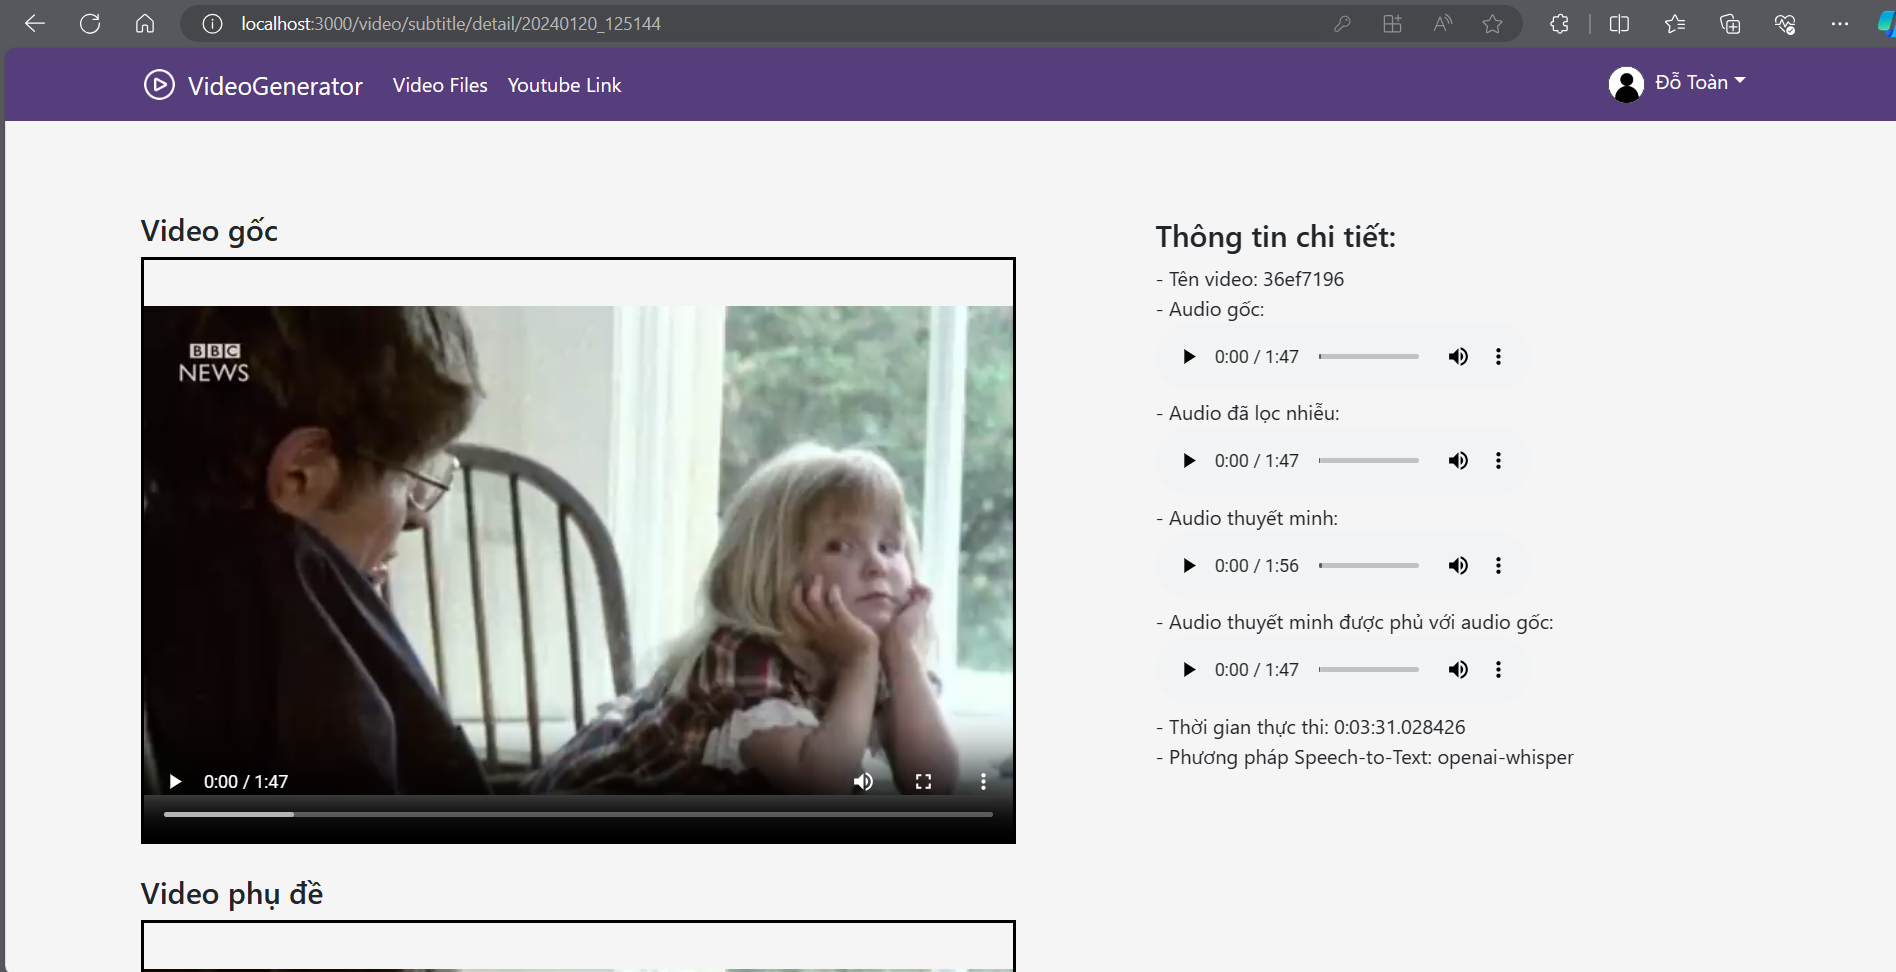 localhost:3000/video/subtitle/detail/20240120_125144
VideoGenerator Video Files Youtube Link Đỗ Toàn
Video gốc
BBC
NEWS
0:00 / 1:47
Video phụ đề
Thông tin chi tiết:
- Tên video: 36ef7196
- Audio gốc:
0:00 / 1:47
- Audio đã lọc nhiễu:
0:00 / 1:47
- Audio thuyết minh:
0:00 / 1:56
- Audio thuyết minh được phủ với audio gốc:
0:00 / 1:47
- Thời gian thực thi: 0:03:31.028426
- Phương pháp Speech-to-Text: openai-whisper